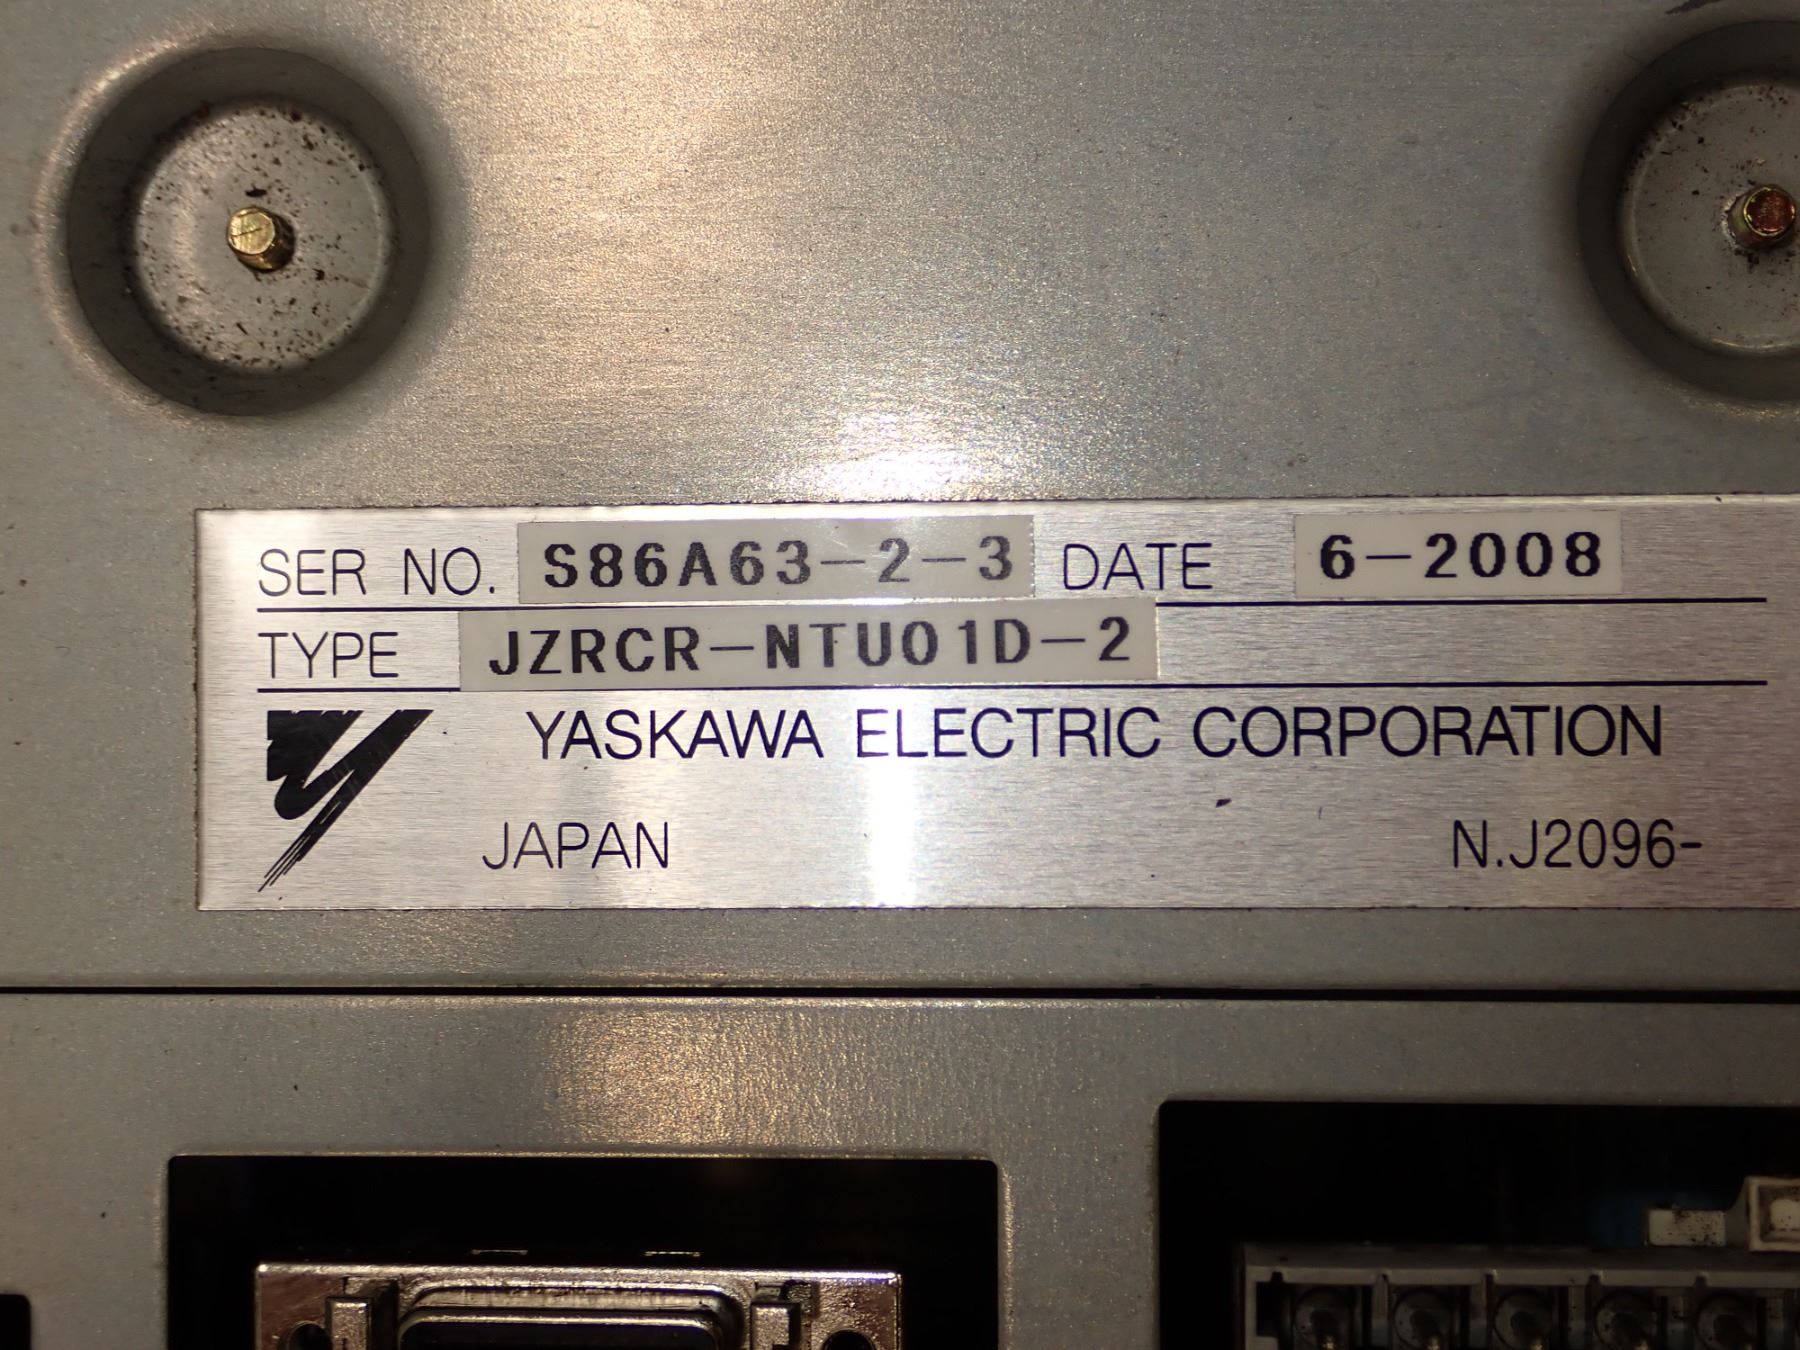 SER NO. S86A63-2-3 DATE 6-2008
TYPE JZRCR-NTU01D-2
YASKAWA ELECTRIC CORPORATION
JAPAN N.J2096-